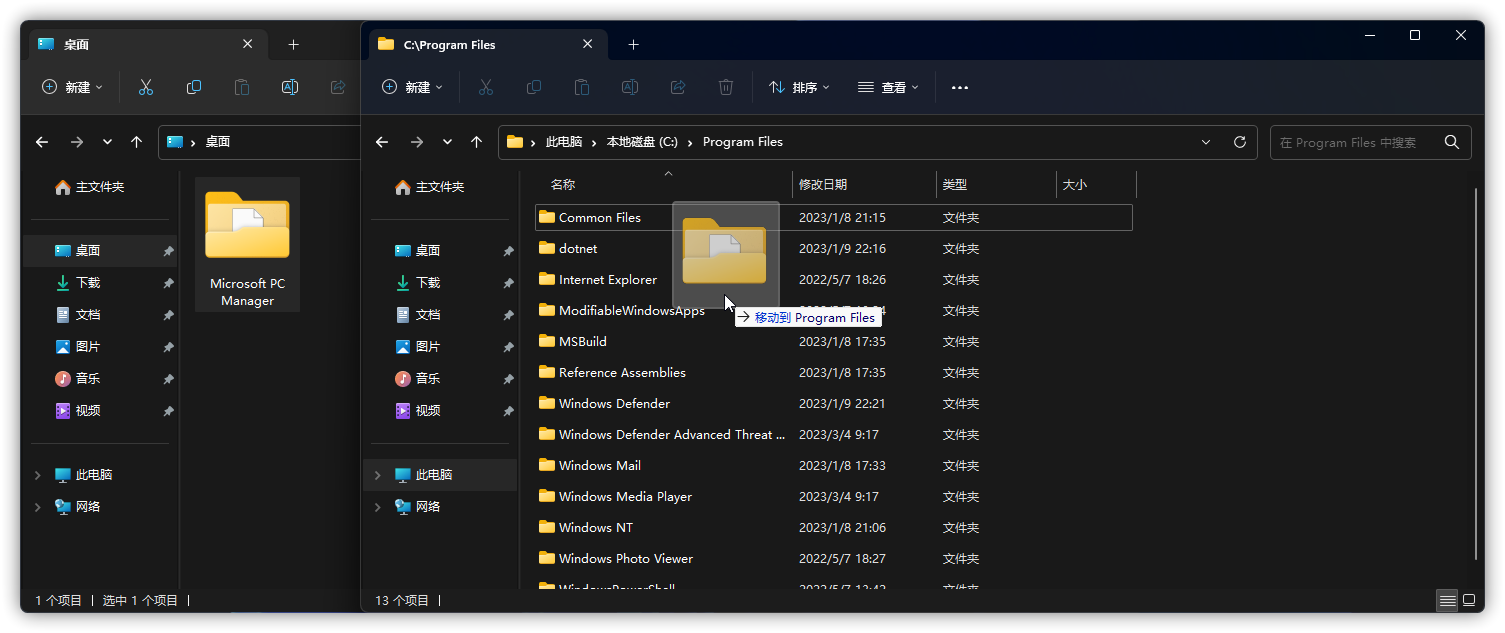 桌面
新建
桌面
主文件夹
桌面
下载
文档
图片
音乐
视频
此电脑
网络
Microsoft PC
Manager
1 个项目 | 选中 1 个项目 |
C:\Program Files
新建
排序
查看
此电脑 本地磁盘 (C:) Program Files
在 Program Files 中搜索
主文件夹
桌面
下载
文档
图片
音乐
视频
此电脑
网络
名称 修改日期 类型 大小
Common Files 2023/1/8 21:15 文件夹
dotnet 2023/1/9 22:16 文件夹
Internet Explorer 2022/5/7 18:26 文件夹
ModifiableWindowsApps 文件夹
移动到 Program Files
MSBuild 2023/1/8 17:35 文件夹
Reference Assemblies 2023/1/8 17:35 文件夹
Windows Defender 2023/1/9 22:21 文件夹
Windows Defender Advanced Threat ... 2023/3/4 9:17 文件夹
Windows Mail 2023/1/8 17:33 文件夹
Windows Media Player 2023/3/4 9:17 文件夹
Windows NT 2023/1/8 21:06 文件夹
Windows Photo Viewer 2022/5/7 18:27 文件夹
WindowsPowerShell 文件夹
13 个项目 |